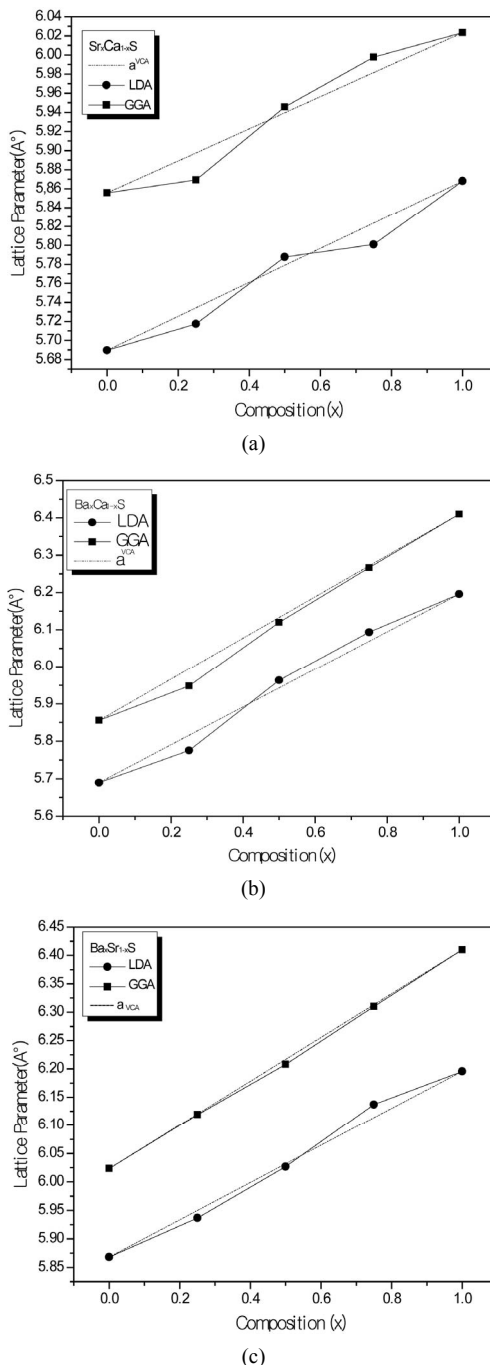 SrxCa1-xS
aVCA
LDA
GGA
6.04
6.02
6.00
5.98
5.96
5.94
5.92
5.90
5.88
5.86
5.84
5.82
5.80
5.78
5.76
5.74
5.72
5.70
5.68
Lattice Parameter(A°)
0.0 0.2 0.4 0.6 0.8 1.0
Composition(x)
(a)
BaxCa1-xS
LDA
GGA
aVCA
6.5
6.4
6.3
6.2
6.1
6.0
5.9
5.8
5.7
5.6
Lattice Parameter(A°)
0.0 0.2 0.4 0.6 0.8 1.0
Composition(x)
(b)
BaxSr1-xS
LDA
GGA
aVCA
6.45
6.40
6.35
6.30
6.25
6.20
6.15
6.10
6.05
6.00
5.95
5.90
5.85
Lattice Parameter(A°)
0.0 0.2 0.4 0.6 0.8 1.0
Composition (x)
(c)